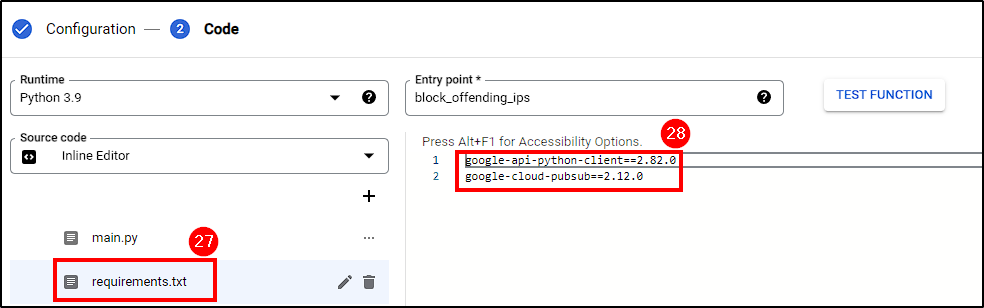 Configuration — 2 Code
Runtime
Python 3.9
Entry point *
block_offending_ips
TEST FUNCTION
Source code
Inline Editor
Press Alt+F1 for Accessibility Options.
28
1 google-api-python-client==2.82.0
2 google-cloud-pubsub==2.12.0
main.py
27
requirements.txt